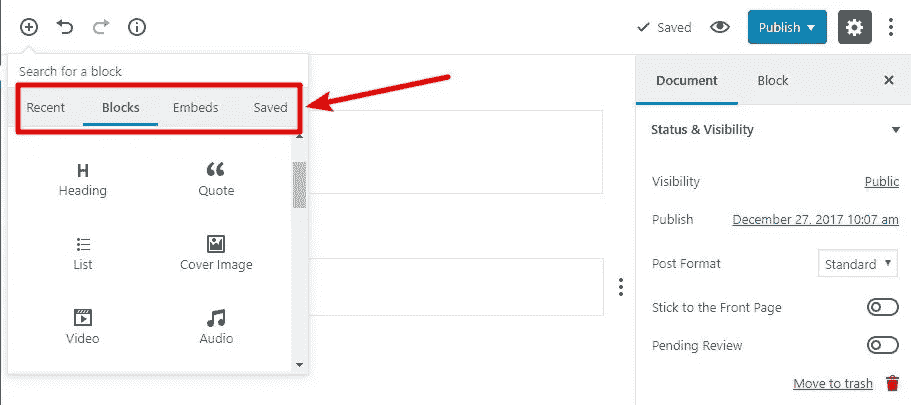 Saved
Publish
Search for a block
Recent Blocks Embeds Saved
Heading Quote
List Cover Image
Video Audio
Document Block
Status & Visibility
Visibility Public
Publish December 27, 2017 10:07 am
Post Format Standard
Stick to the Front Page
Pending Review
Move to trash